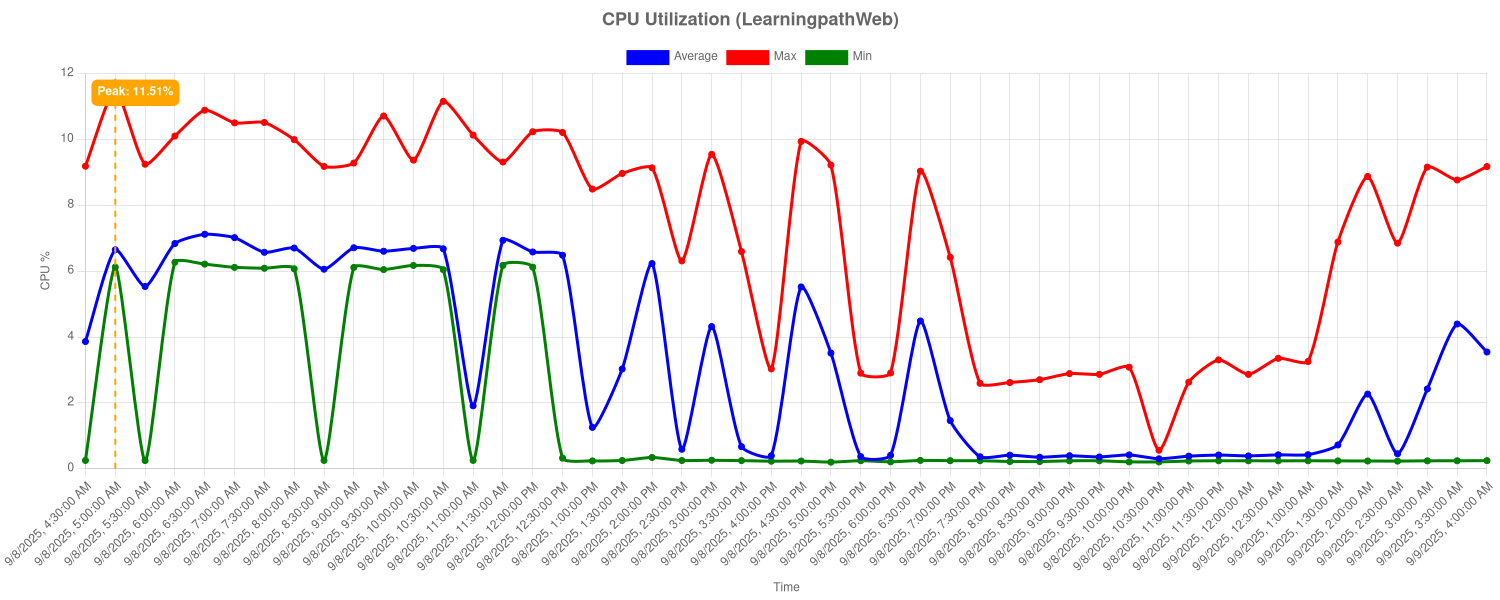 CPU Utilization (LearningpathWeb)
Average Max Min
12
Peak: 11.51%
10
8
6
4
2
0
CPU %
9/8/2025, 4:30:00 AM
9/8/2025, 5:00:00 AM
9/8/2025, 5:30:00 AM
9/8/2025, 6:00:00 AM
9/8/2025, 6:30:00 AM
9/8/2025, 7:00:00 AM
9/8/2025, 7:30:00 AM
9/8/2025, 8:00:00 AM
9/8/2025, 8:30:00 AM
9/8/2025, 9:00:00 AM
9/8/2025, 9:30:00 AM
9/8/2025, 10:00:00 AM
9/8/2025, 10:30:00 AM
9/8/2025, 11:00:00 AM
9/8/2025, 11:30:00 AM
9/8/2025, 12:00:00 PM
9/8/2025, 12:30:00 PM
9/8/2025, 1:00:00 PM
9/8/2025, 1:30:00 PM
9/8/2025, 2:00:00 PM
9/8/2025, 2:30:00 PM
9/8/2025, 3:00:00 PM
9/8/2025, 3:30:00 PM
9/8/2025, 4:00:00 PM
9/8/2025, 4:30:00 PM
9/8/2025, 5:00:00 PM
9/8/2025, 5:30:00 PM
9/8/2025, 6:00:00 PM
9/8/2025, 6:30:00 PM
9/8/2025, 7:00:00 PM
9/8/2025, 7:30:00 PM
9/8/2025, 8:00:00 PM
9/8/2025, 8:30:00 PM
9/8/2025, 9:00:00 PM
9/8/2025, 9:30:00 PM
9/8/2025, 10:00:00 PM
9/8/2025, 10:30:00 PM
9/8/2025, 11:00:00 PM
9/8/2025, 11:30:00 PM
9/9/2025, 12:00:00 AM
9/9/2025, 12:30:00 AM
9/9/2025, 1:00:00 AM
9/9/2025, 1:30:00 AM
9/9/2025, 2:00:00 AM
9/9/2025, 2:30:00 AM
9/9/2025, 3:00:00 AM
9/9/2025, 3:30:00 AM
9/9/2025, 4:00:00 AM
Time